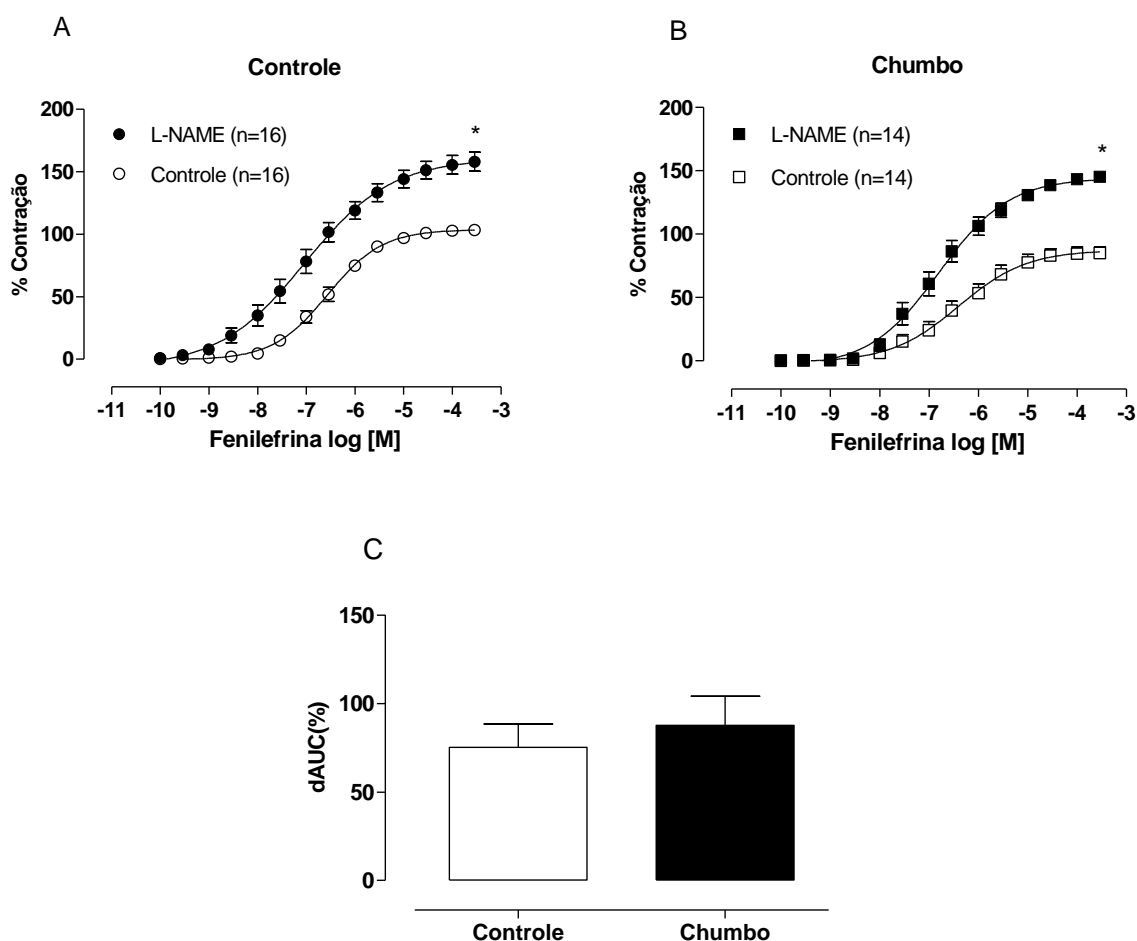 A
Controle
200
150
100
50
0
% Contração
L-NAME (n=16)
Controle (n=16)
*
-11 -10 -9 -8 -7 -6 -5 -4 -3
Fenilefrina log [M]
B
Chumbo
200
150
100
50
0
% Contração
L-NAME (n=14)
Controle (n=14)
*
-11 -10 -9 -8 -7 -6 -5 -4 -3
Fenilefrina log [M]
C
150
100
50
0
dAUC(%)
Controle Chumbo